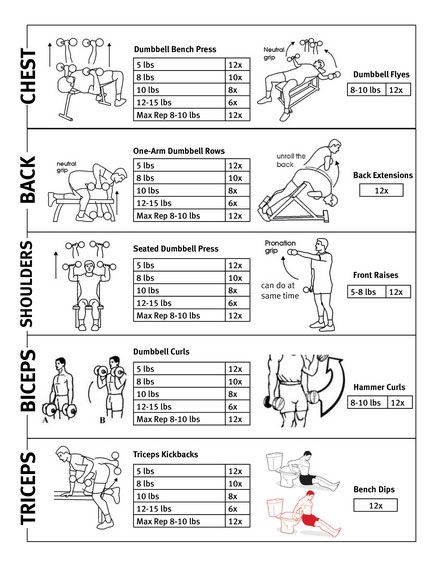 CHEST
Dumbbell Bench Press
5 lbs 12x
8 lbs 10x
10 lbs 8x
12-15 lbs 6x
Max Rep 8-10 lbs 12x
Neutral
grip
Dumbbell Flyes
8-10 lbs 12x
BACK
neutral
grip
One-Arm Dumbbell Rows
5 lbs 12x
8 lbs 10x
10 lbs 8x
12-15 lbs 6x
Max Rep 8-10 lbs 12x
unroll the
back
Back Extensions
12x
SHOULDERS
Seated Dumbbell Press
5 lbs 12x
8 lbs 10x
10 lbs 8x
12-15 lbs 6x
Max Rep 8-10 lbs 12x
Pronation
grip
can do at
same time
Front Raises
5-8 lbs 12x
BICEPS
A B
Dumbbell Curls
5 lbs 12x
8 lbs 10x
10 lbs 8x
12-15 lbs 6x
Max Rep 8-10 lbs 12x
Hammer Curls
8-10 lbs 12x
TRICEPS
Triceps Kickbacks
5 lbs 12x
8 lbs 10x
10 lbs 8x
12-15 lbs 6x
Max Rep 8-10 lbs 12x
Bench Dips
12x